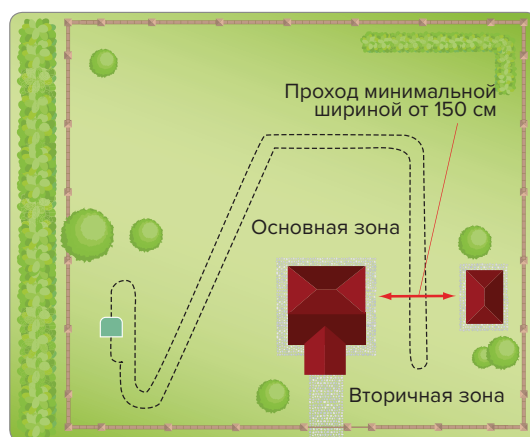 Проход минимальной
шириной от 150 см
Основная зона
Вторичная зона